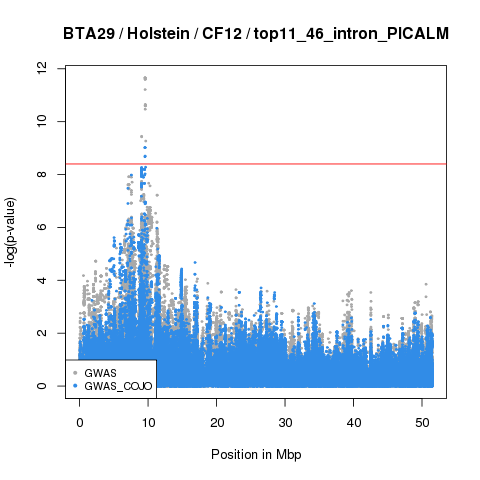 BTA29 / Holstein / CF12 / top11_46_intron_PICALM
12
10
8
6
4
2
0
-log(p-value)
GWAS
GWAS_COJO
0 10 20 30 40 50
Position in Mbp